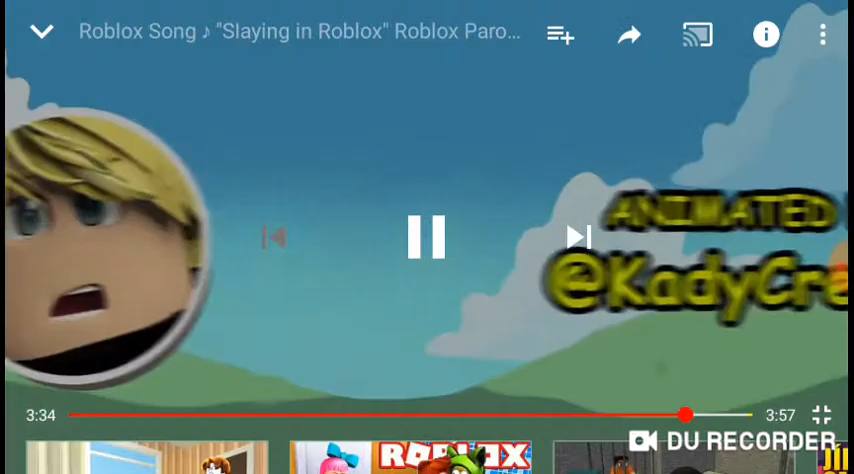 Roblox Song ♪ "Slaying in Roblox" Roblox Paro...
ANIMATED
@KadyCre
3:34
3:57
DU RECORDER
ROBLOX